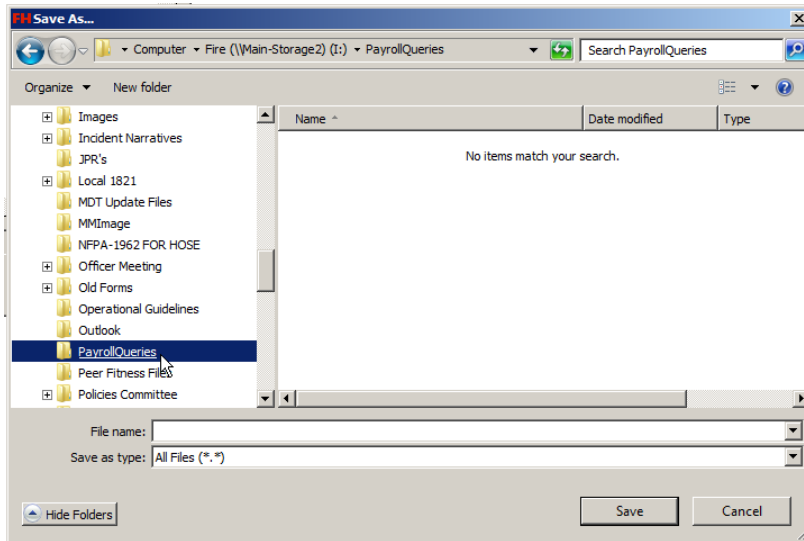 FH Save As...
Computer Fire (\\Main-Storage2) (I:) PayrollQueries
Search PayrollQueries
Organize New folder
Images
Incident Narratives
JPR's
Local 1821
MDT Update Files
MMImage
NFPA-1962 FOR HOSE
Officer Meeting
Old Forms
Operational Guidelines
Outlook
PayrollQueries
Peer Fitness Files
Policies Committee
Name Date modified Type
No items match your search.
File name:
Save as type: All Files (*.*)
Hide Folders
Save Cancel